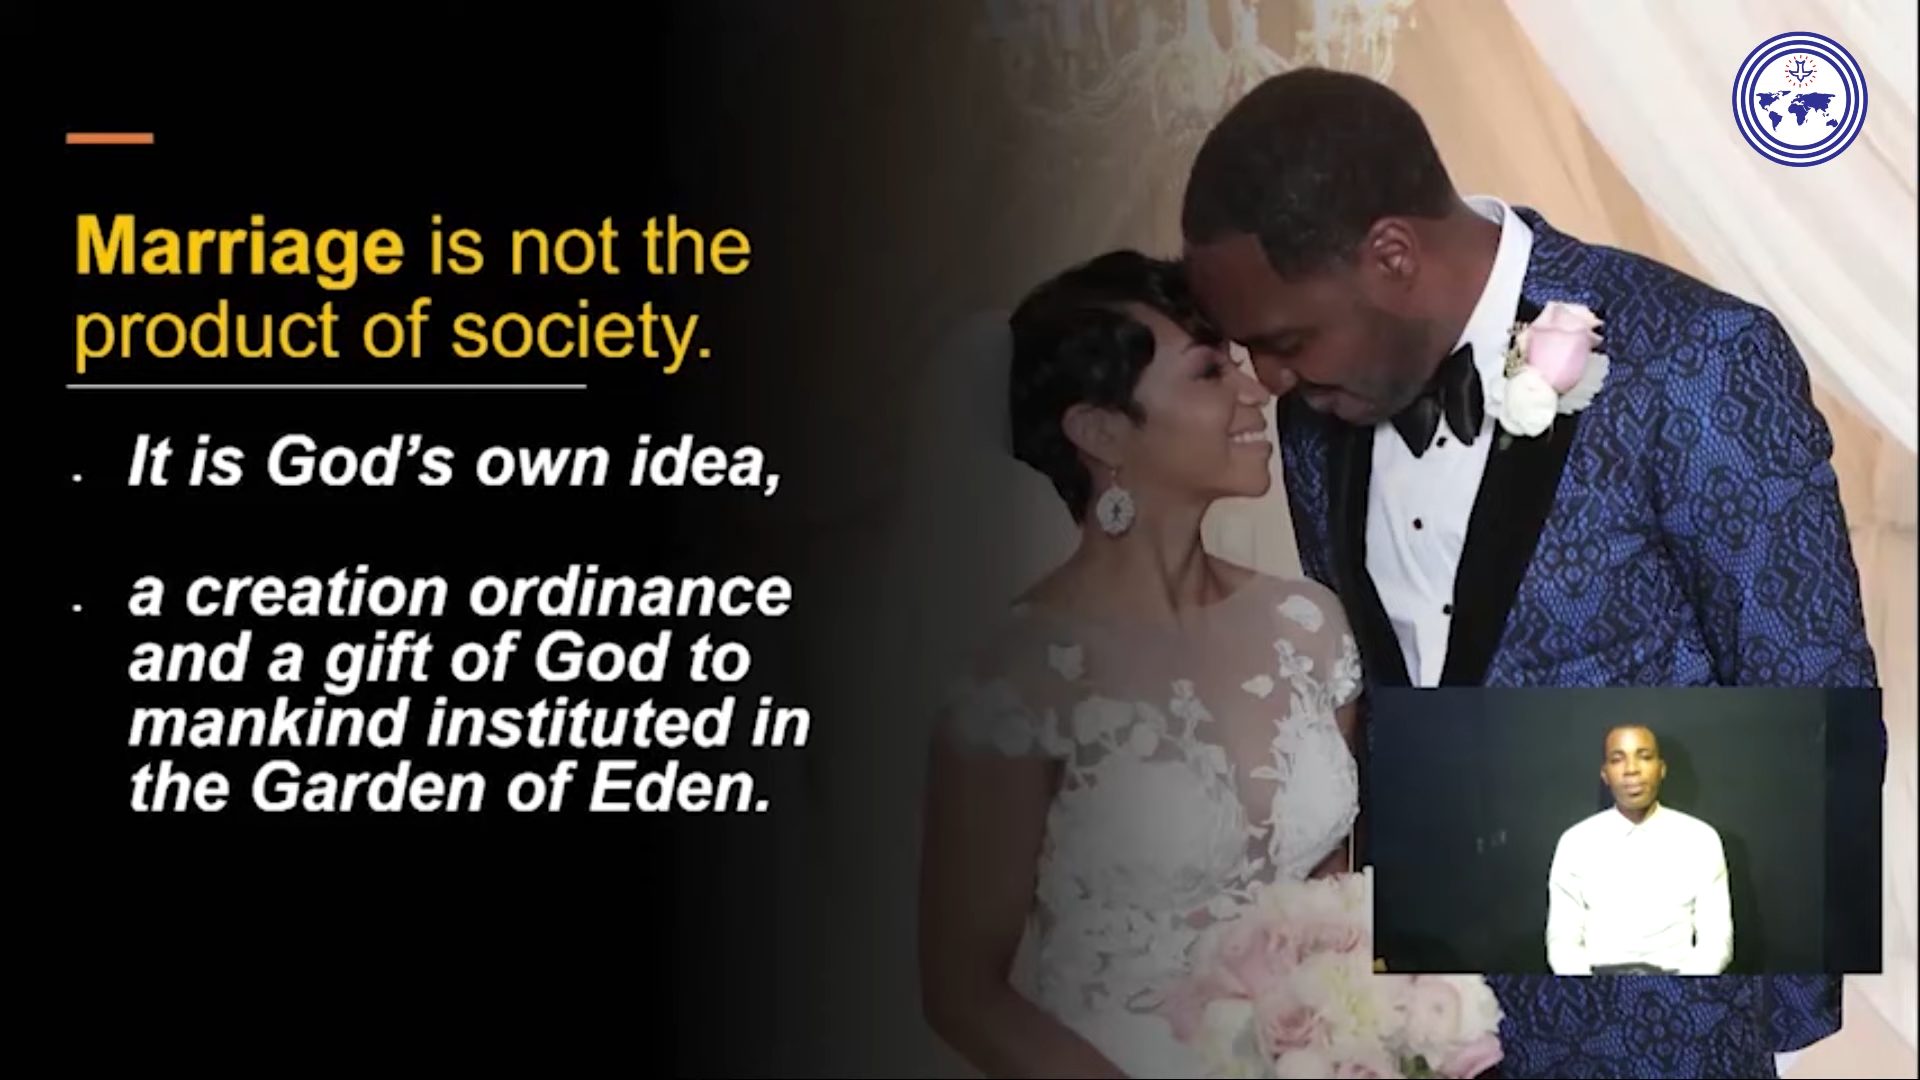 Marriage is not the
product of society.
. It is God’s own idea,
. a creation ordinance
and a gift of God to
mankind instituted in
the Garden of Eden.